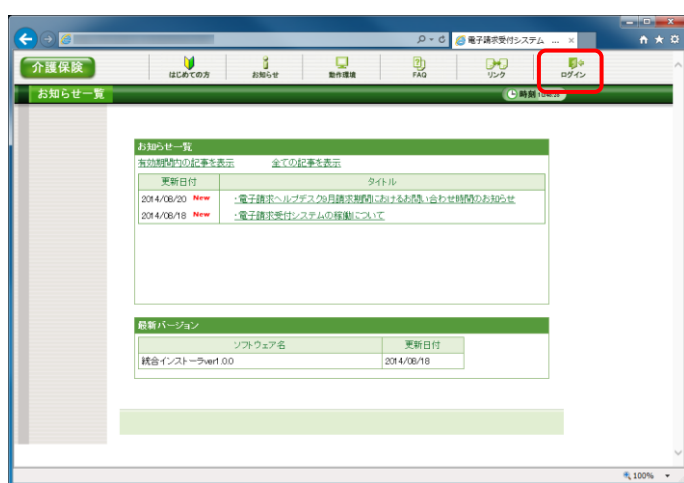 電子請求受付システム ...
介護保険
はじめての方
お知らせ
動作環境
FAQ
リンク
ログイン
お知らせ一覧
時刻
お知らせ一覧
有効期間内の記事を表示 全ての記事を表示
更新日付 タイトル
2014/08/20 New ・電子請求ヘルプデスク9月請求期間におけるお問い合わせ時間のお知らせ
2014/08/18 New ・電子請求受付システムの稼働について
最新バージョン
ソフトウェア名 更新日付
統合インストーラver1.0.0 2014/08/18
100%